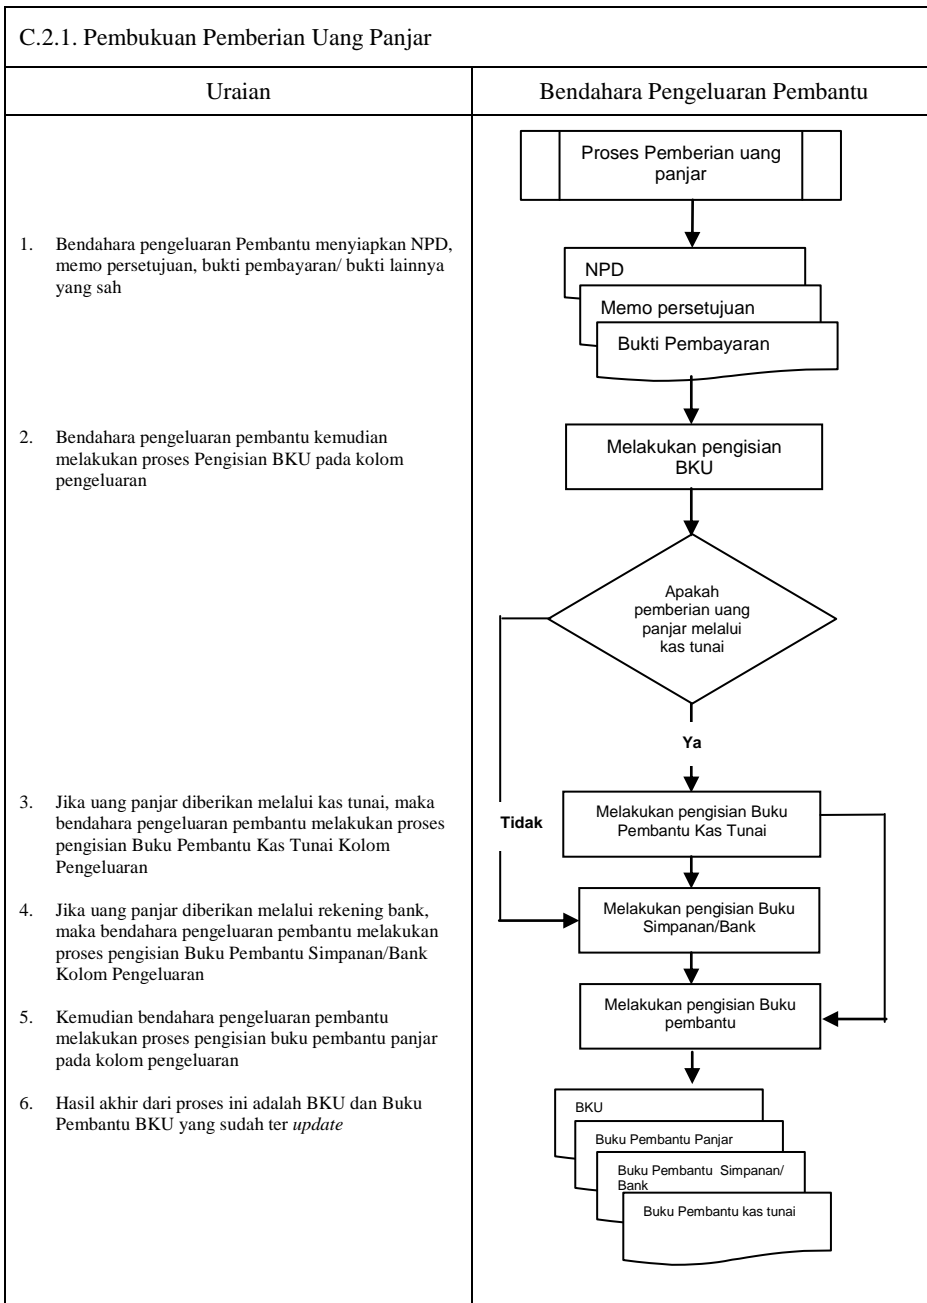 C.2.1. Pembukuan Pemberian Uang Panjar
Uraian
Bendahara Pengeluaran Pembantu
1. Bendahara pengeluaran Pembantu menyiapkan NPD,
memo persetujuan, bukti pembayaran/ bukti lainnya
yang sah
2. Bendahara pengeluaran pembantu kemudian
melakukan proses Pengisian BKU pada kolom
pengeluaran
3. Jika uang panjar diberikan melalui kas tunai, maka
bendahara pengeluaran pembantu melakukan proses
pengisian Buku Pembantu Kas Tunai Kolom
Pengeluaran
4. Jika uang panjar diberikan melalui rekening bank,
maka bendahara pengeluaran pembantu melakukan
proses pengisian Buku Pembantu Simpanan/Bank
Kolom Pengeluaran
5. Kemudian bendahara pengeluaran pembantu
melakukan proses pengisian buku pembantu panjar
pada kolom pengeluaran
6. Hasil akhir dari proses ini adalah BKU dan Buku
Pembantu BKU yang sudah ter update
Proses Pemberian uang
panjar
NPD
Memo persetujuan
Bukti Pembayaran
Melakukan pengisian
BKU
Apakah
pemberian uang
panjar melalui
kas tunai
Ya
Tidak
Melakukan pengisian Buku
Pembantu Kas Tunai
Melakukan pengisian Buku
Simpanan/Bank
Melakukan pengisian Buku
pembantu
BKU
Buku Pembantu Panjar
Buku Pembantu Simpanan/
Bank
Buku Pembantu kas tunai